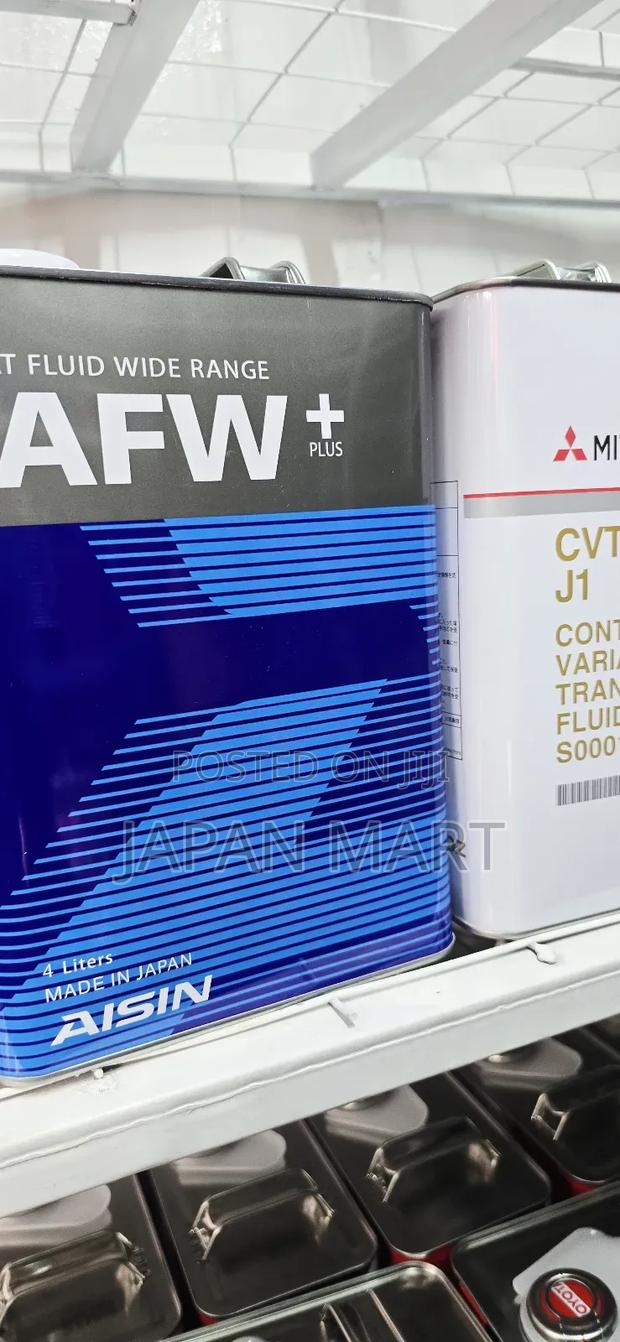 AT FLUID WIDE RANGE
AFW+
PLUS
4 Liters
MADE IN JAPAN
AISIN
MI
CVT
J1
CONT
VARIA
TRAN
FLUID
S000
POSTED ON JIJI
JAPAN MART